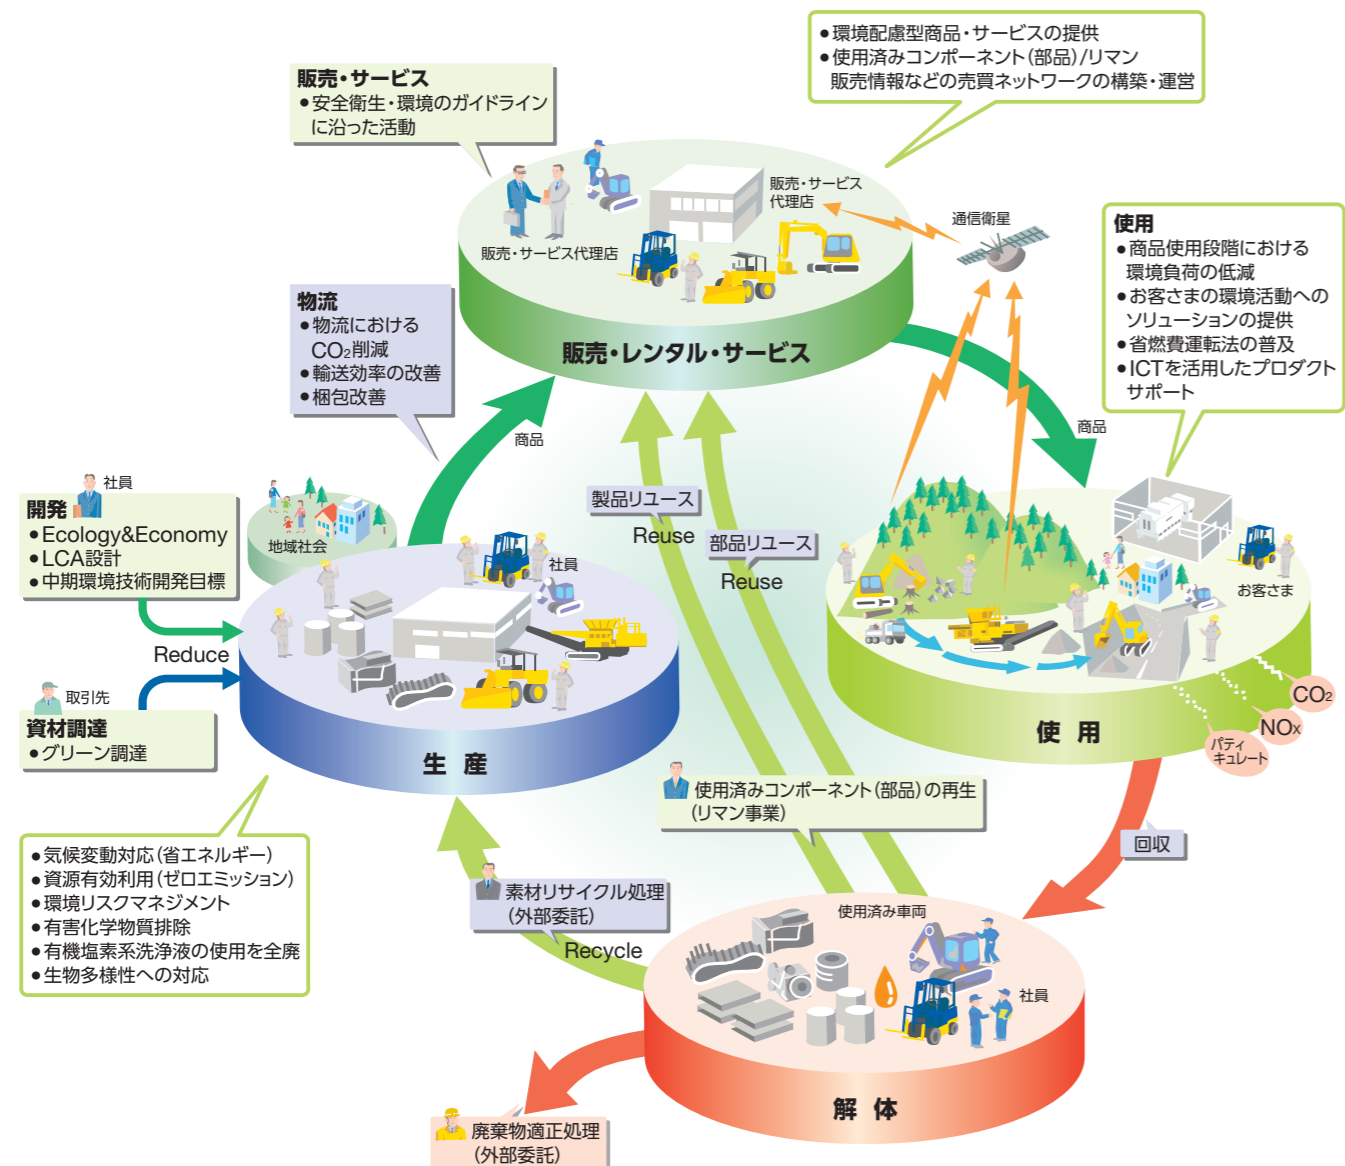 ●環境配慮型商品・サービスの提供
●使用済みコンポーネント(部品)/リマン
販売情報などの売買ネットワークの構築・運営
販売・サービス
●安全衛生・環境のガイドライン
に沿った活動
販売・サービス
代理店
販売・サービス代理店
通信衛星
使用
●商品使用段階における
環境負荷の低減
●お客さまの環境活動への
ソリューションの提供
●省燃費運転法の普及
●ICTを活用したプロダクト
サポート
物流
●物流における
CO₂削減
●輸送効率の改善
●梱包改善
販売・レンタル・サービス
商品
商品
社員
開発
●Ecology&Economy
●LCA設計
●中期環境技術開発目標
地域社会
製品リユース
Reuse
部品リユース
Reuse
社員
お客さま
Reduce
取引先
資材調達
●グリーン調達
生産
使用
CO₂
NOx
パティ
キュレート
使用済みコンポーネント(部品)の再生
(リマン事業)
回収
●気候変動対応(省エネルギー)
●資源有効利用(ゼロエミッション)
●環境リスクマネジメント
●有害化学物質排除
●有機塩素系洗浄液の使用を全廃
●生物多様性への対応
素材リサイクル処理
(外部委託)
Recycle
使用済み車両
社員
解体
廃棄物適正処理
(外部委託)